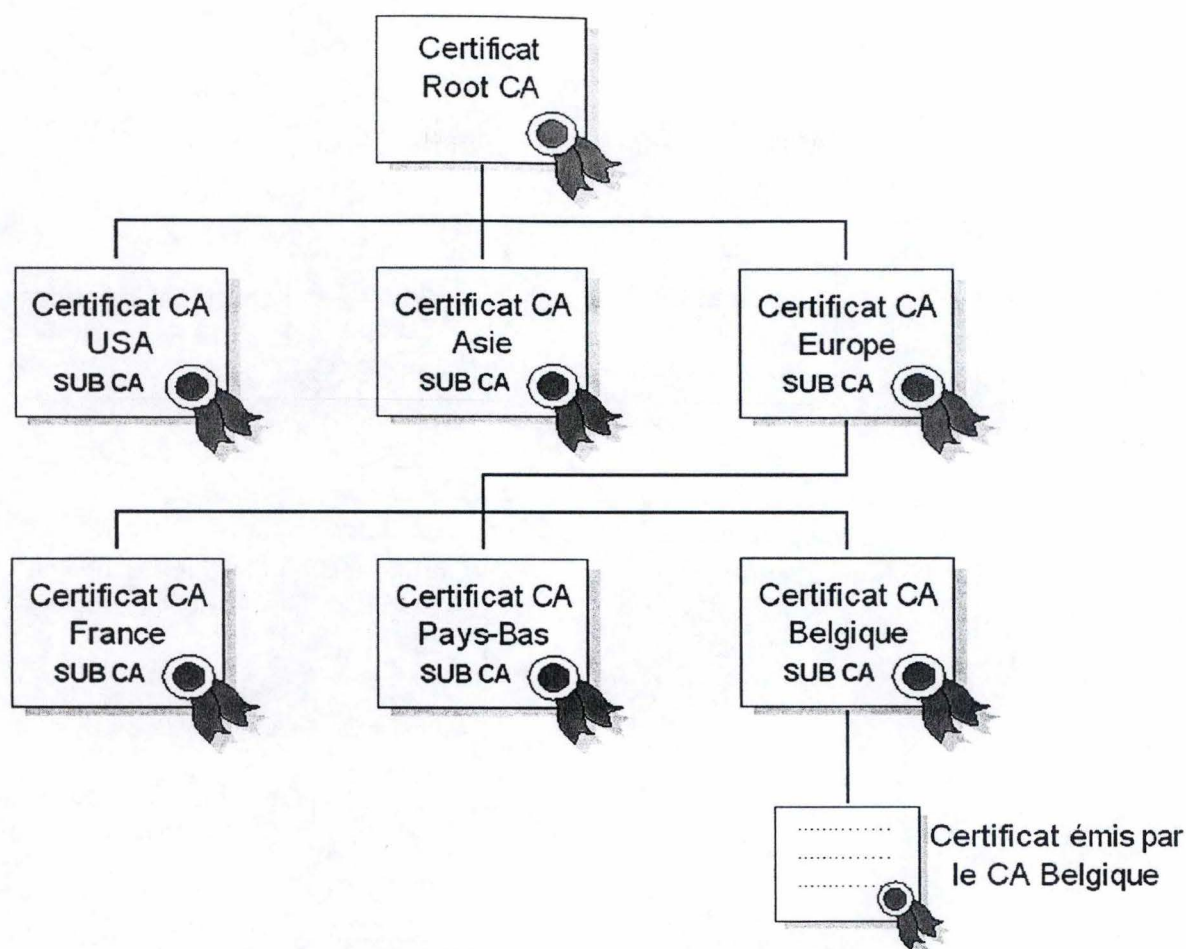 Certificat
Root CA
Certificat CA
USA
SUB CA
Certificat CA
Asie
SUB CA
Certificat CA
Europe
SUB CA
Certificat CA
France
SUB CA
Certificat CA
Pays-Bas
SUB CA
Certificat CA
Belgique
SUB CA
Certificat émis par
le CA Belgique